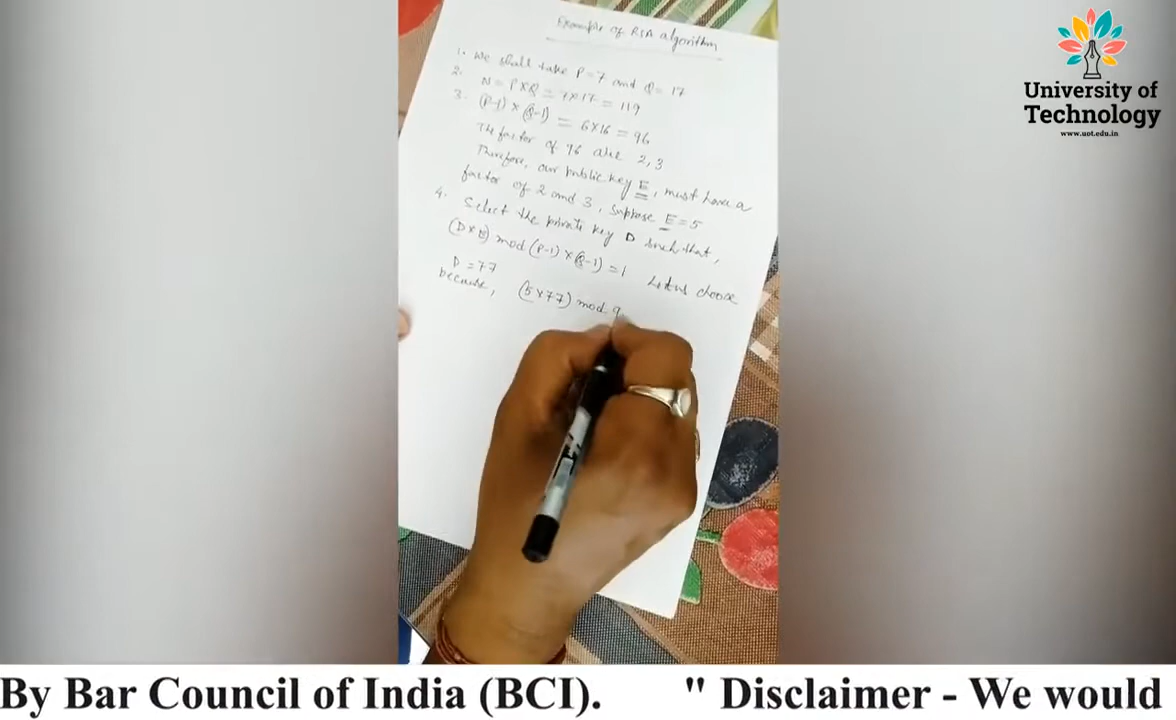 Example of RSA algorithm
1. We shall take P = 7 and Q = 17
2. N = P × Q = 7×17 = 119
3. (P-1) × (Q-1) = 6×16 = 96
The factor of 96 are 2, 3
Therefore, our public key E, must have a
factor of 2 and 3, Suppose E = 5
4. Select the private key D such that,
(D×E) mod (P-1) × (Q-1) = 1 Let us choose
D = 77
because, (5×77) mod 9
University of
Technology
www.uot.edu.in
By Bar Council of India (BCI). " Disclaimer - We would